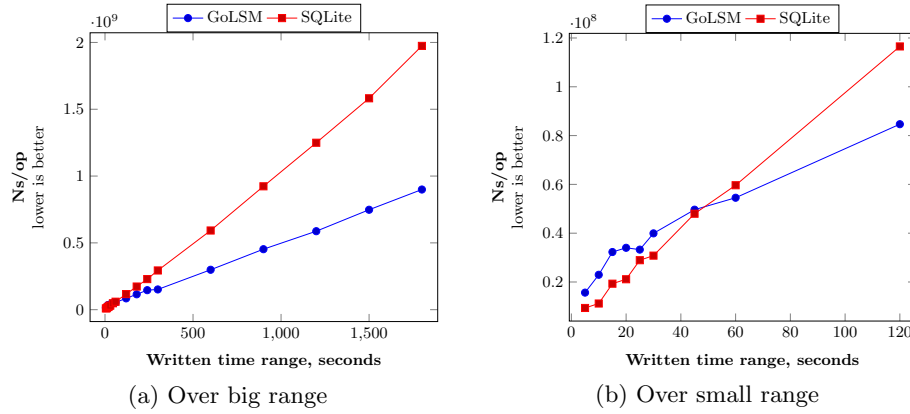 GoLSM SQLite
·10⁹
2
1.5
1
0.5
0
0 500 1,000 1,500
Ns/op
lower is better
Written time range, seconds
(a) Over big range
GoLSM SQLite
·10⁸
1.2
1
0.8
0.6
0.4
0.2
0 20 40 60 80 100 120
Ns/op
lower is better
Written time range, seconds
(b) Over small range